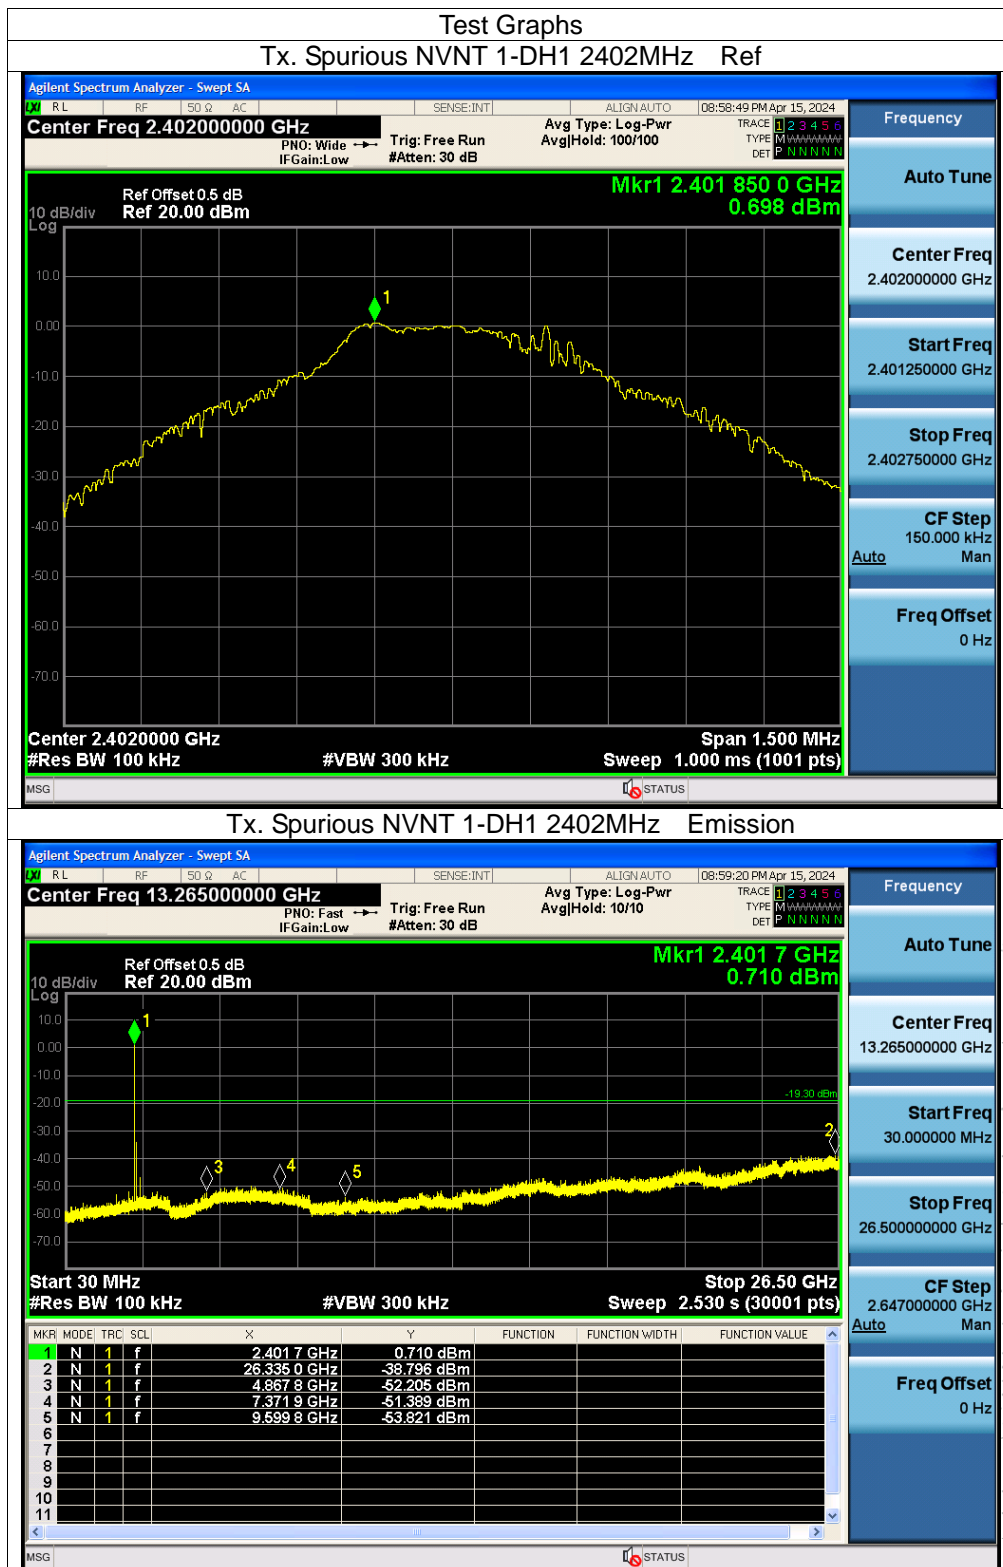 Test Graphs
Tx. Spurious NVNT 1-DH1 2402MHz Ref
Agilent Spectrum Analyzer - Swept SA
LXI RL RF 50 Ω AC SENSE:INT ALIGN AUTO 08:58:49 PM Apr 15, 2024
Center Freq 2.402000000 GHz
PNO: Wide
IFGain:Low
Trig: Free Run
#Atten: 30 dB
Avg Type: Log-Pwr
Avg|Hold: 100/100
TRACE 1 2 3 4 5 6
TYPE M WWWWW
DET P N N N N N
Frequency
Auto Tune
Center Freq
2.402000000 GHz
Start Freq
2.401250000 GHz
Stop Freq
2.402750000 GHz
CF Step
150.000 kHz
Auto Man
Freq Offset
0 Hz
Ref Offset 0.5 dB
10 dB/div Ref 20.00 dBm
Log
Mkr1 2.401 850 0 GHz
0.698 dBm
10.0
0.00
-10.0
-20.0
-30.0
-40.0
-50.0
-60.0
-70.0
1
Center 2.4020000 GHz Span 1.500 MHz
#Res BW 100 kHz #VBW 300 kHz Sweep 1.000 ms (1001 pts)
MSG STATUS
Tx. Spurious NVNT 1-DH1 2402MHz Emission
Agilent Spectrum Analyzer - Swept SA
LXI RL RF 50 Ω AC SENSE:INT ALIGN AUTO 08:59:20 PM Apr 15, 2024
Center Freq 13.265000000 GHz
PNO: Fast
IFGain:Low
Trig: Free Run
#Atten: 30 dB
Avg Type: Log-Pwr
Avg|Hold: 10/10
TRACE 1 2 3 4 5 6
TYPE M WWWWW
DET P N N N N N
Frequency
Auto Tune
Center Freq
13.265000000 GHz
Start Freq
30.000000 MHz
Stop Freq
26.500000000 GHz
CF Step
2.647000000 GHz
Auto Man
Freq Offset
0 Hz
Ref Offset 0.5 dB
10 dB/div Ref 20.00 dBm
Log
Mkr1 2.401 7 GHz
0.710 dBm
10.0
0.00
-10.0
-20.0
-30.0
-40.0
-50.0
-60.0
-70.0
-19.30 dBm
1
2
3
4
5
Start 30 MHz Stop 26.50 GHz
#Res BW 100 kHz #VBW 300 kHz Sweep 2.530 s (30001 pts)
MKR MODE TRC SCL X Y FUNCTION FUNCTION WIDTH FUNCTION VALUE
1 N 1 f 2.401 7 GHz 0.710 dBm
2 N 1 f 26.335 0 GHz -38.796 dBm
3 N 1 f 4.867 8 GHz -52.205 dBm
4 N 1 f 7.371 9 GHz -51.389 dBm
5 N 1 f 9.599 8 GHz -53.821 dBm
6
7
8
9
10
11
MSG STATUS